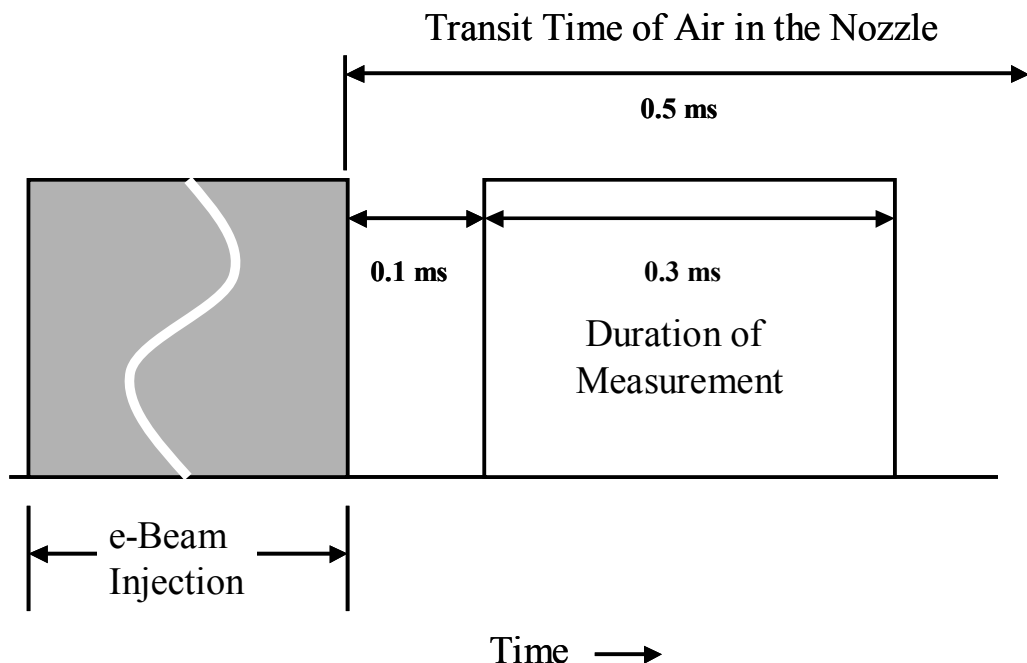 Transit Time of Air in the Nozzle
0.5 ms
0.1 ms
0.3 ms
Duration of
Measurement
e-Beam
Injection
Time